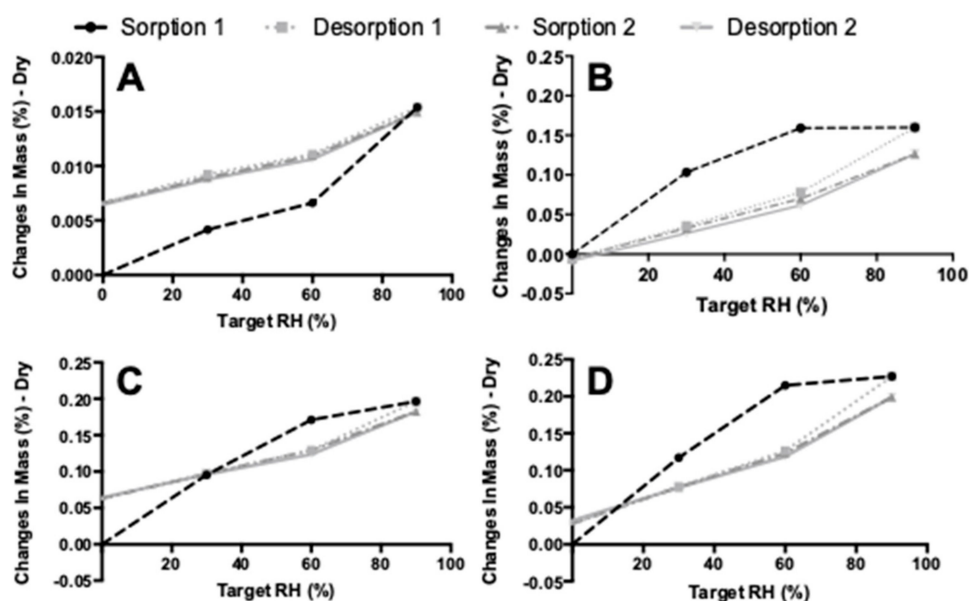 Sorption 1 Desorption 1 Sorption 2 Desorption 2
A
Changes In Mass (%) - Dry
0.020
0.015
0.010
0.005
0.000
0 20 40 60 80 100
Target RH (%)
B
Changes In Mass (%) - Dry
0.25
0.20
0.15
0.10
0.05
0.00
-0.05
20 40 60 80 100
Target RH (%)
C
Changes In Mass (%) - Dry
0.25
0.20
0.15
0.10
0.05
0.00
-0.05
20 40 60 80 100
Target RH (%)
D
Changes In Mass (%) - Dry
0.25
0.20
0.15
0.10
0.05
0.00
-0.05
20 40 60 80 100
Target RH (%)